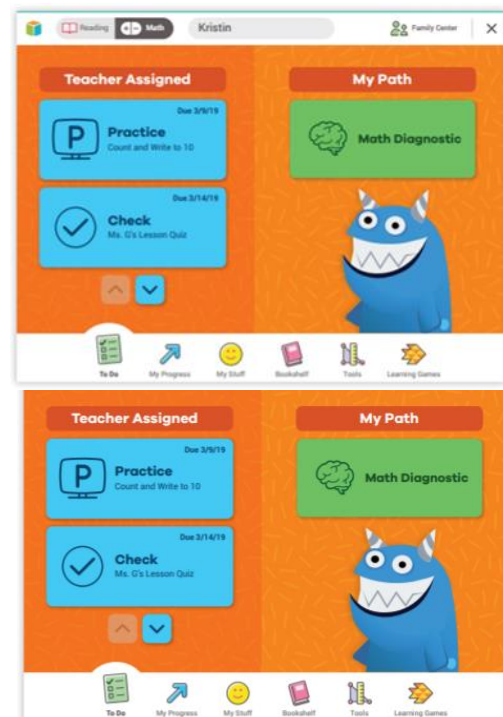 Reading
Math
Kristin
Family Center
Teacher Assigned
Due 3/9/19
P
Practice
Count and Write to 10
Due 3/14/19
Check
Ms. G's Lesson Quiz
My Path
Math Diagnostic
To Do
My Progress
My Stuff
Bookshelf
Tools
Learning Games
Teacher Assigned
Due 3/9/19
P
Practice
Count and Write to 10
Due 3/14/19
Check
Ms. G's Lesson Quiz
My Path
Math Diagnostic
To Do
My Progress
My Stuff
Bookshelf
Tools
Learning Games